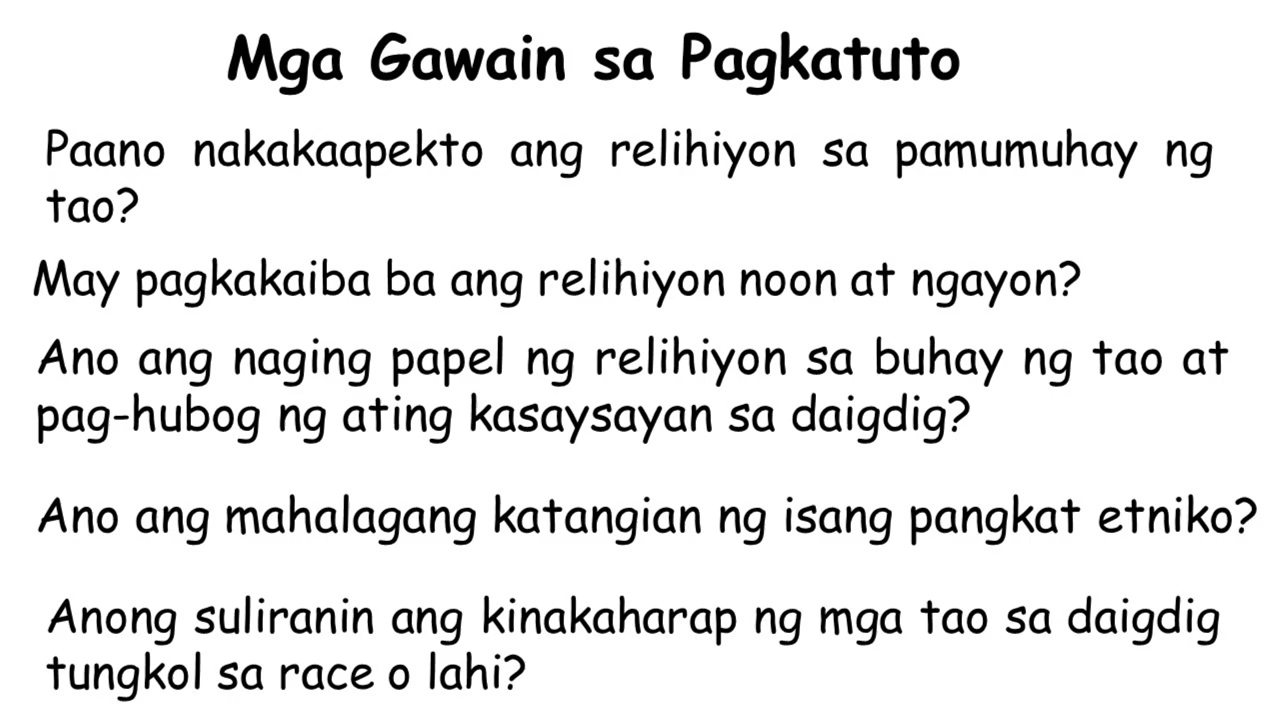 Mga Gawain sa Pagkatuto
Paano nakakaapekto ang relihiyon sa pamumuhay ng
tao?
May pagkakaiba ba ang relihiyon noon at ngayon?
Ano ang naging papel ng relihiyon sa buhay ng tao at
pag-hubog ng ating kasaysayan sa daigdig?
Ano ang mahalagang katangian ng isang pangkat etniko?
Anong suliranin ang kinakaharap ng mga tao sa daigdig
tungkol sa race o lahi?